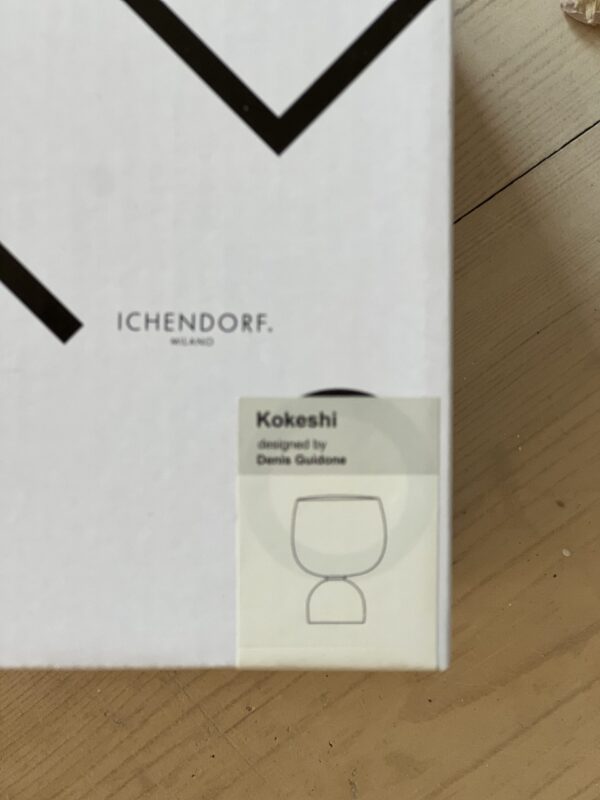 ICHENDORF.
MILANO
Kokeshi
designed by
Denis Guidone